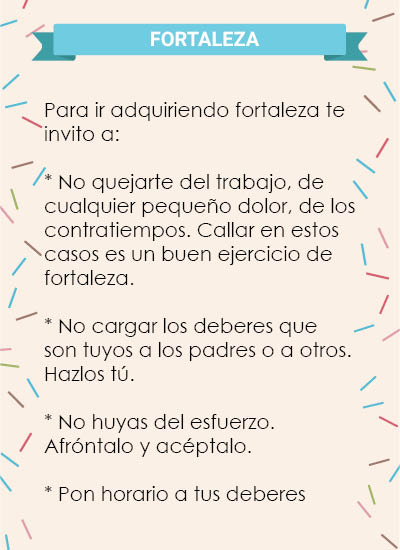 FORTALEZA
Para ir adquiriendo fortaleza te
invito a:
* No quejarte del trabajo, de
cualquier pequeño dolor, de los
contratiempos. Callar en estos
casos es un buen ejercicio de
fortaleza.
* No cargar los deberes que
son tuyos a los padres o a otros.
Hazlos tú.
* No huyas del esfuerzo.
Afróntalo y acéptalo.
* Pon horario a tus deberes